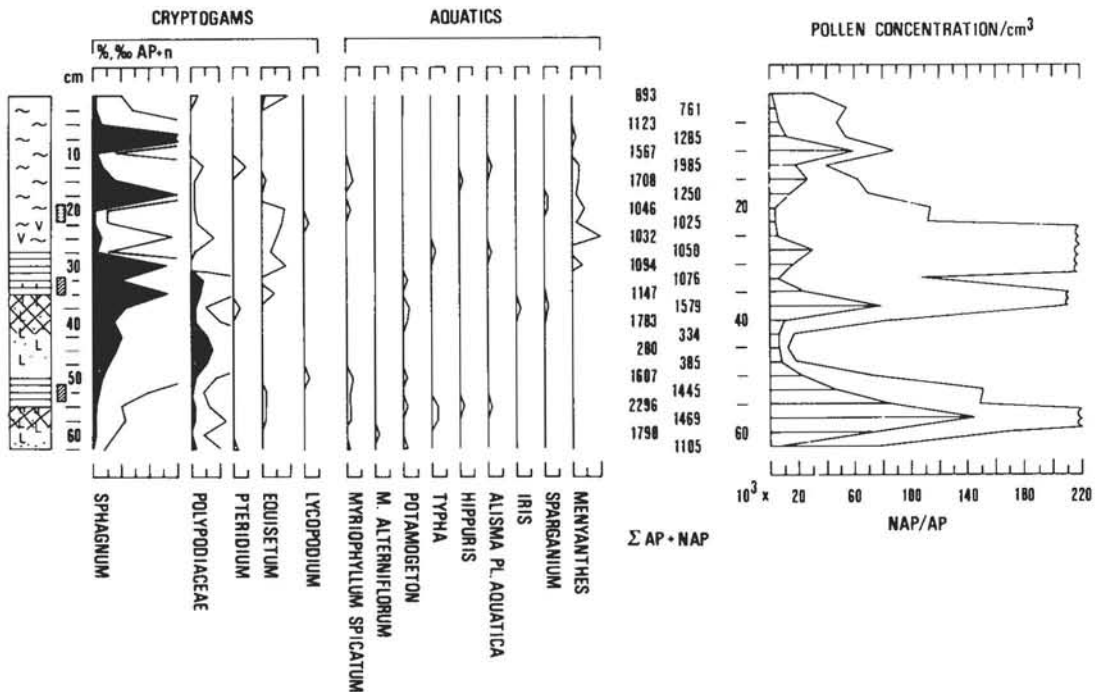 CRYPTOGAMS
AQUATICS
POLLEN CONCENTRATION/cm³
%, ‰ AP+n
cm
10
20
30
40
50
60
893
761
1123
1285
1567
1985
1708
1250
1046
1025
1032
1050
1094
1076
1147
1579
1783
334
280
385
1607
1445
2296
1469
1790
1105
20
40
60
10³ x
20
60
100
140
180
220
NAP/AP
Σ AP + NAP
SPHAGNUM
POLYPODIACEAE
PTERIDIUM
EQUISETUM
LYCOPODIUM
MYRIOPHYLLUM SPICATUM
M. ALTERNIFLORUM
POTAMOGETON
TYPHA
HIPPURIS
ALISMA PL. AQUATICA
IRIS
SPARGANIUM
MENYANTHES